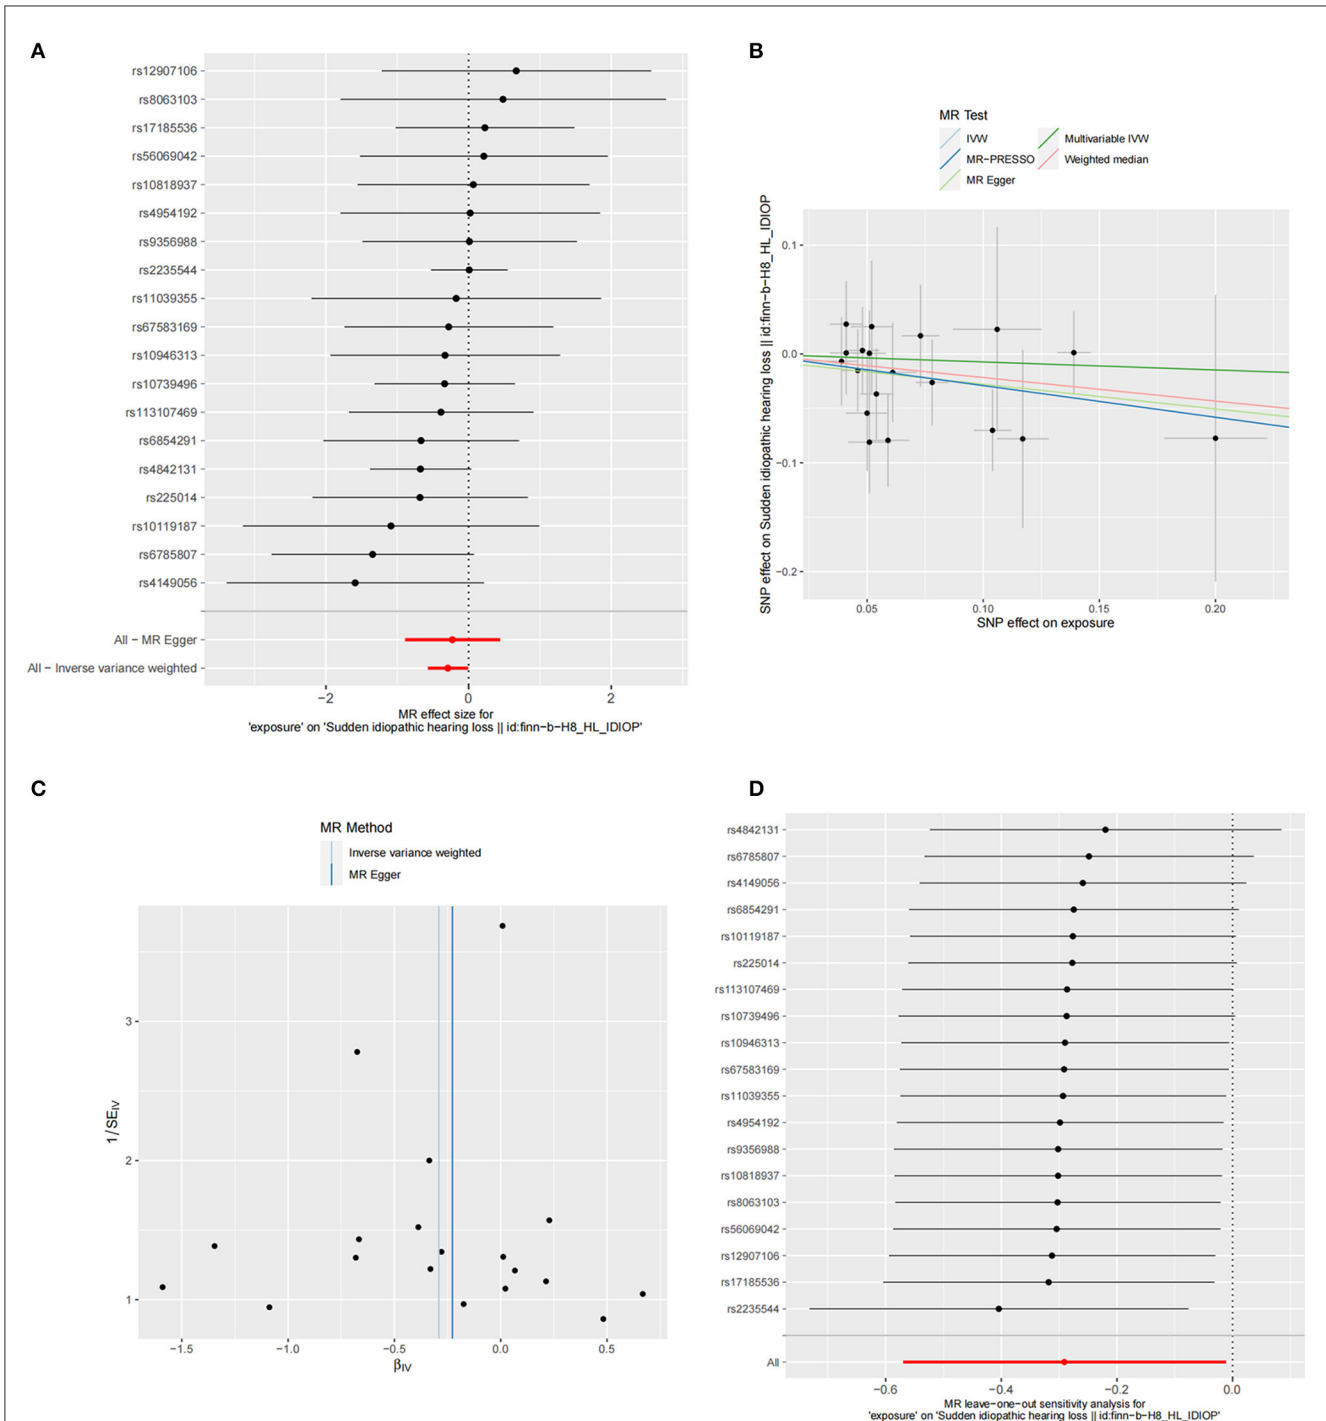 A
rs12907106
rs8063103
rs17185536
rs56069042
rs10818937
rs4954192
rs9356988
rs2235544
rs11039355
rs67583169
rs10946313
rs10739496
rs113107469
rs6854291
rs4842131
rs225014
rs10119187
rs6785807
rs4149056
All − MR Egger
All − Inverse variance weighted
−2 0 2
MR effect size for
'exposure' on 'Sudden idiopathic hearing loss || id:finn−b−H8_HL_IDIOP'
B
MR Test
IVW Multivariable IVW
MR−PRESSO Weighted median
MR Egger
SNP effect on Sudden idiopathic hearing loss || id:finn−b−H8_HL_IDIOP
0.1
0.0
−0.1
−0.2
0.05 0.10 0.15 0.20
SNP effect on exposure
C
MR Method
Inverse variance weighted
MR Egger
1/SEIV
3
2
1
−1.5 −1.0 −0.5 0.0 0.5
βIV
D
rs4842131
rs6785807
rs4149056
rs6854291
rs10119187
rs225014
rs113107469
rs10739496
rs10946313
rs67583169
rs11039355
rs4954192
rs9356988
rs10818937
rs8063103
rs56069042
rs12907106
rs17185536
rs2235544
All
−0.6 −0.4 −0.2 0.0
MR leave−one−out sensitivity analysis for
'exposure' on 'Sudden idiopathic hearing loss || id:finn−b−H8_HL_IDIOP'